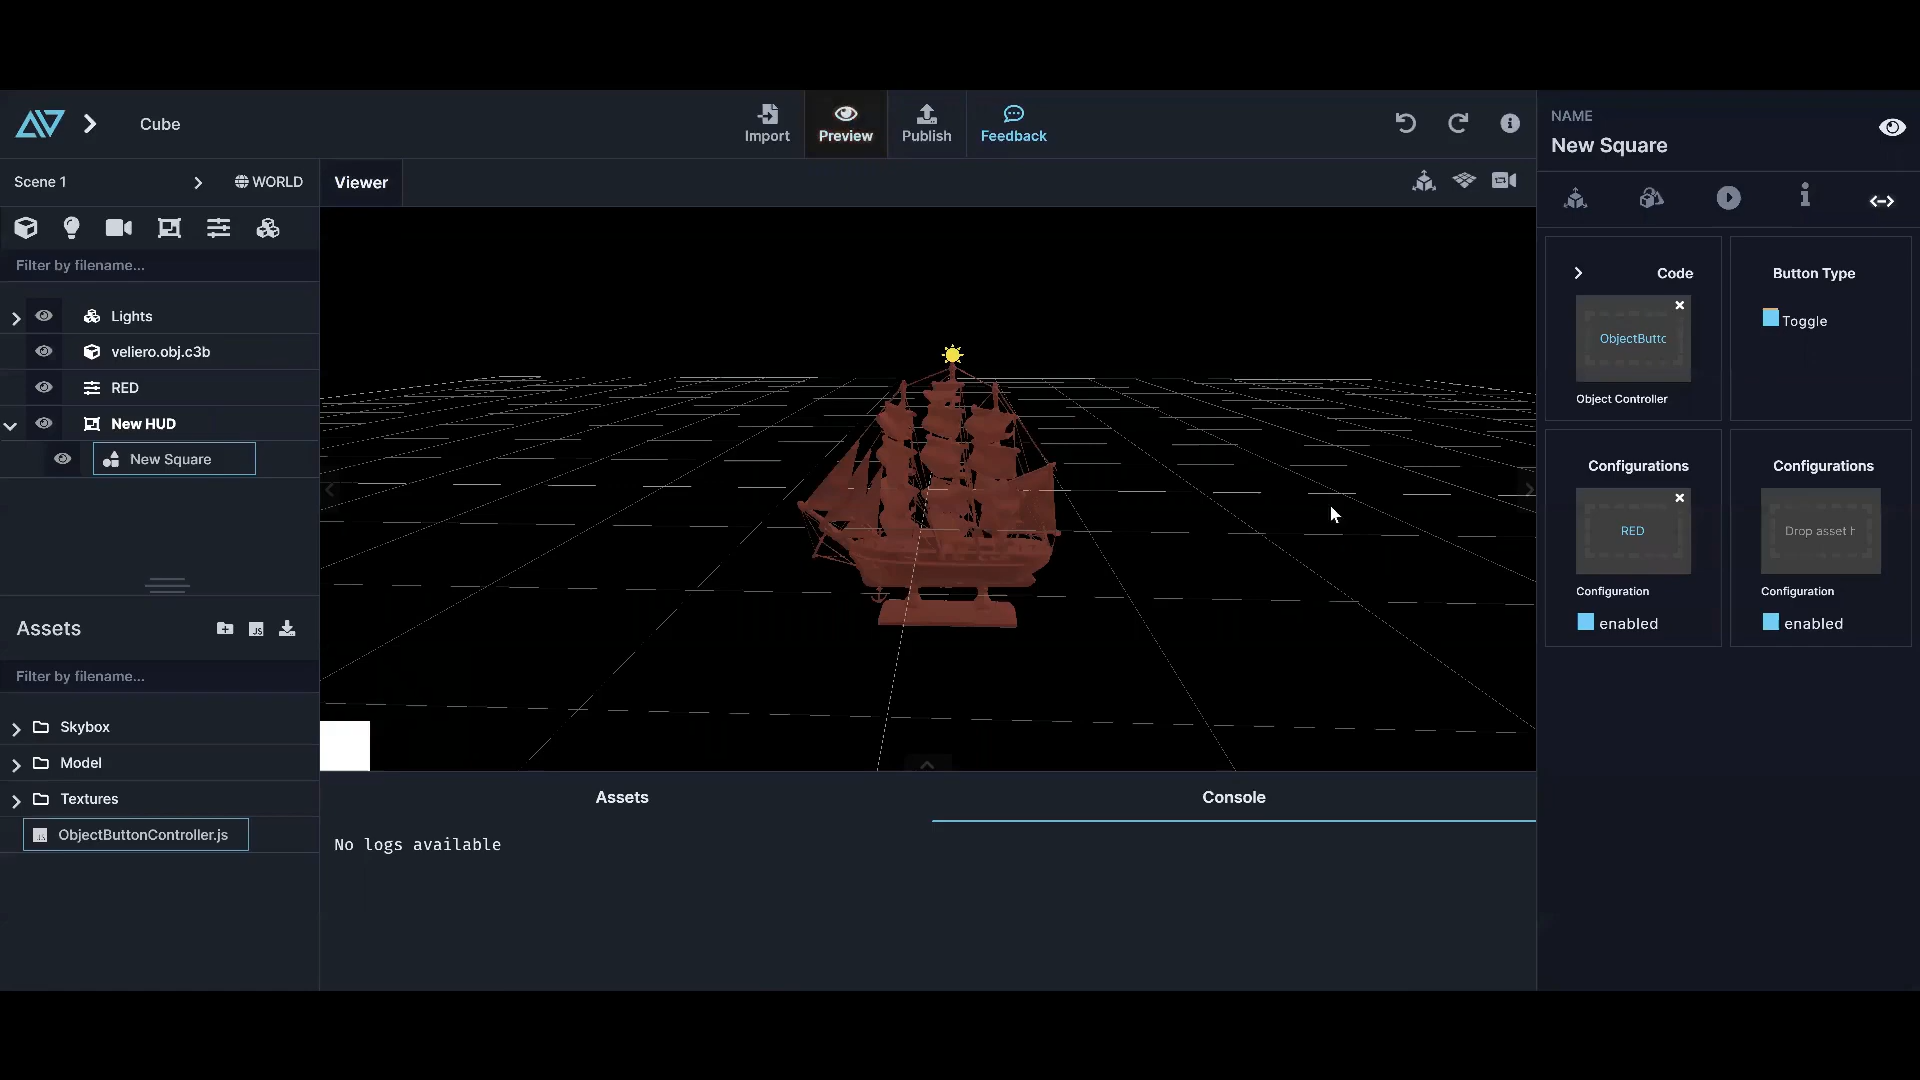 Cube
Import
Preview
Publish
Feedback
NAME
New Square
Scene 1
WORLD
Viewer
Filter by filename...
Lights
veliero.obj.c3b
RED
New HUD
New Square
Code
ObjectButtc
Object Controller
Button Type
Toggle
Configurations
RED
Configuration
enabled
Configurations
Drop asset h
Configuration
enabled
Assets
Filter by filename...
Skybox
Model
Textures
ObjectButtonController.js
Assets
Console
No logs available